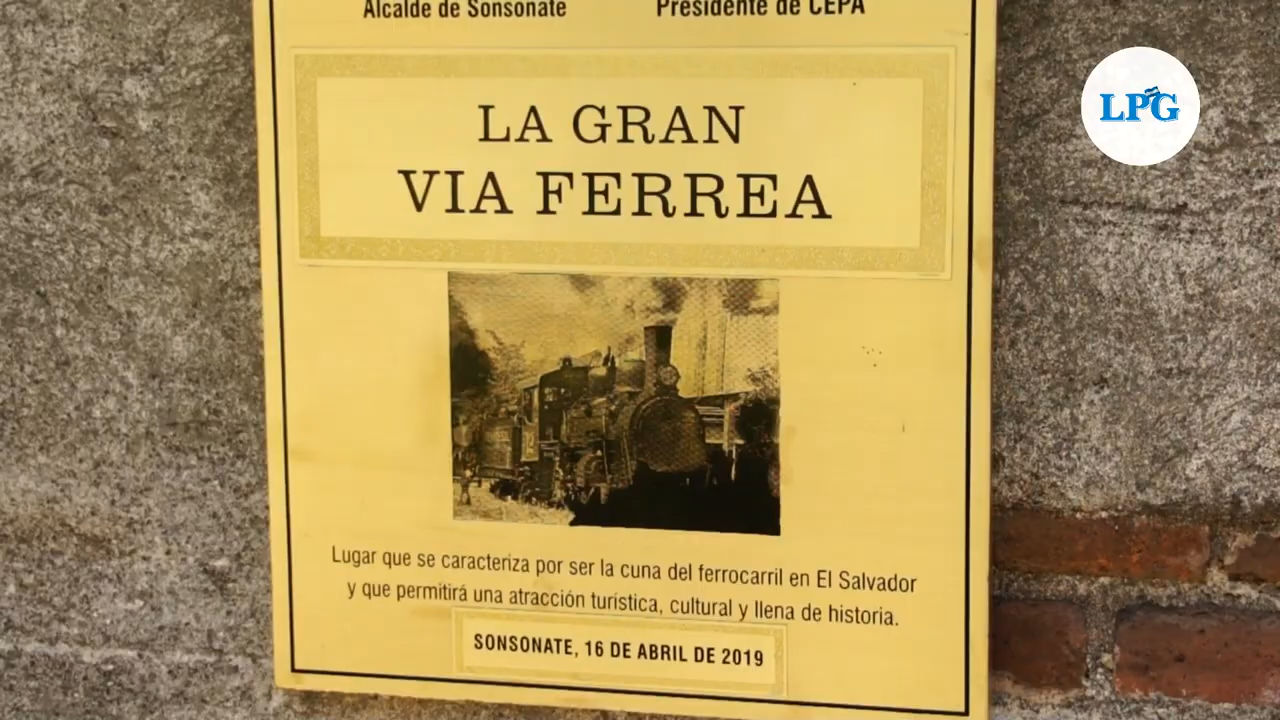 Alcalde de Sonsonate Presidente de CEPA
LPG
LA GRAN
VIA FERREA
Lugar que se caracteriza por ser la cuna del ferrocarril en El Salvador
y que permitirá una atracción turística, cultural y llena de historia.
SONSONATE, 16 DE ABRIL DE 2019